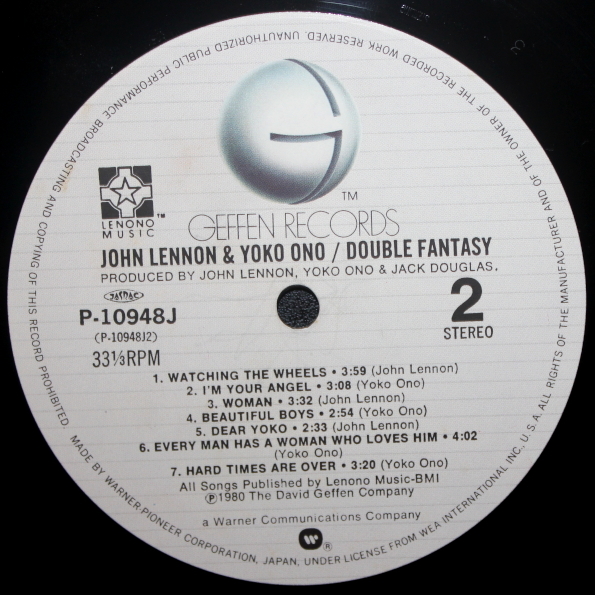 UNAUTHORIZED PUBLIC PERFORMANCE BROADCASTING AND COPYING OF THIS RECORD PROHIBITED.
ALL RIGHTS OF THE MANUFACTURER AND OF THE OWNER OF THE RECORDED WORK RESERVED.
G
TM
LENONO
MUSIC
TM
GEFFEN RECORDS
JOHN LENNON & YOKO ONO / DOUBLE FANTASY
PRODUCED BY JOHN LENNON, YOKO ONO & JACK DOUGLAS.
JASRAC
P-10948J
(P-10948J2)
33⅓RPM
2
STEREO
1. WATCHING THE WHEELS • 3:59 (John Lennon)
2. I'M YOUR ANGEL • 3:08 (Yoko Ono)
3. WOMAN • 3:32 (John Lennon)
4. BEAUTIFUL BOYS • 2:54 (Yoko Ono)
5. DEAR YOKO • 2:33 (John Lennon)
6. EVERY MAN HAS A WOMAN WHO LOVES HIM • 4:02
(Yoko Ono)
7. HARD TIMES ARE OVER • 3:20 (Yoko Ono)
All Songs Published by Lenono Music-BMI
℗1980 The David Geffen Company
a Warner Communications Company
®
MADE BY WARNER-PIONEER CORPORATION, JAPAN, UNDER LICENSE FROM WEA INTERNATIONAL INC. U.S.A.